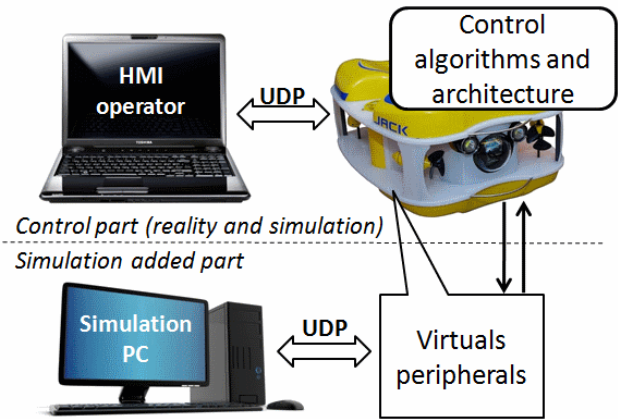 HMI
operator
UDP
Control
algorithms and
architecture
JACK
TOSHIBA
Control part (reality and simulation)
Simulation added part
Simulation
PC
UDP
Virtuals
peripherals